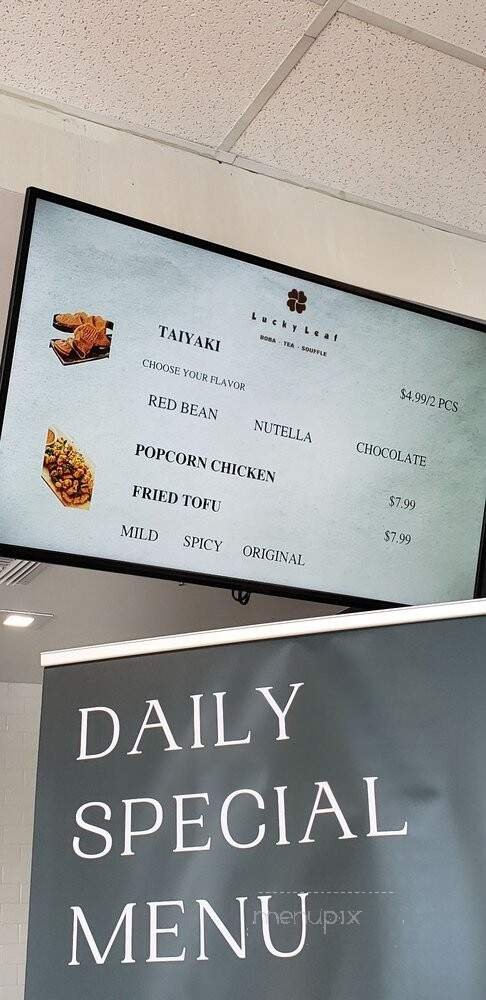 Lucky Leaf
BOBA · TEA · SOUFFLE
TAIYAKI
$4.99/2 PCS
CHOOSE YOUR FLAVOR
RED BEAN NUTELLA CHOCOLATE
POPCORN CHICKEN $7.99
FRIED TOFU $7.99
MILD SPICY ORIGINAL
DAILY
SPECIAL
MENU
menupix